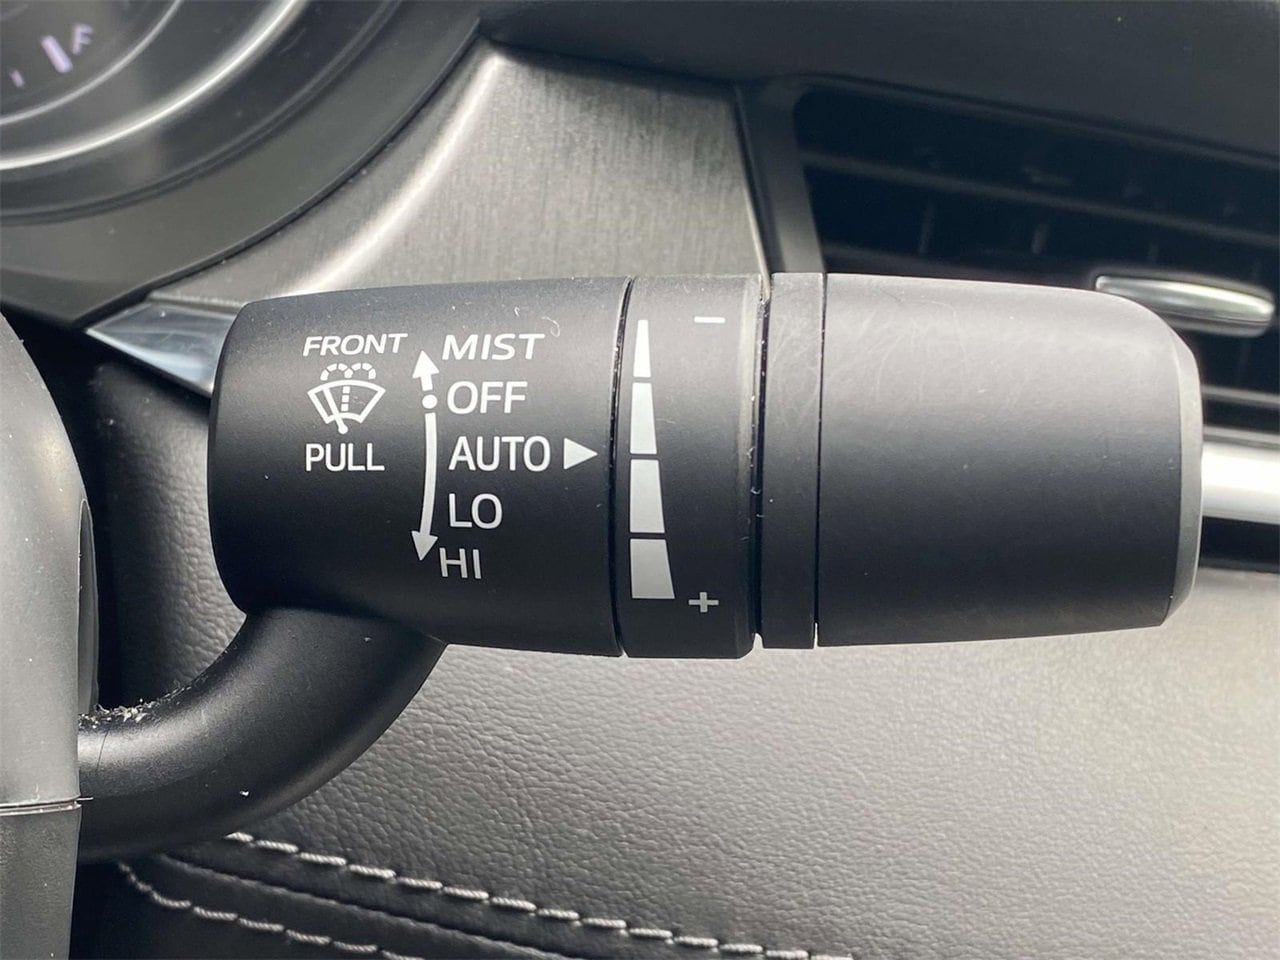 FRONT
PULL
MIST
OFF
AUTO
LO
HI
−
+